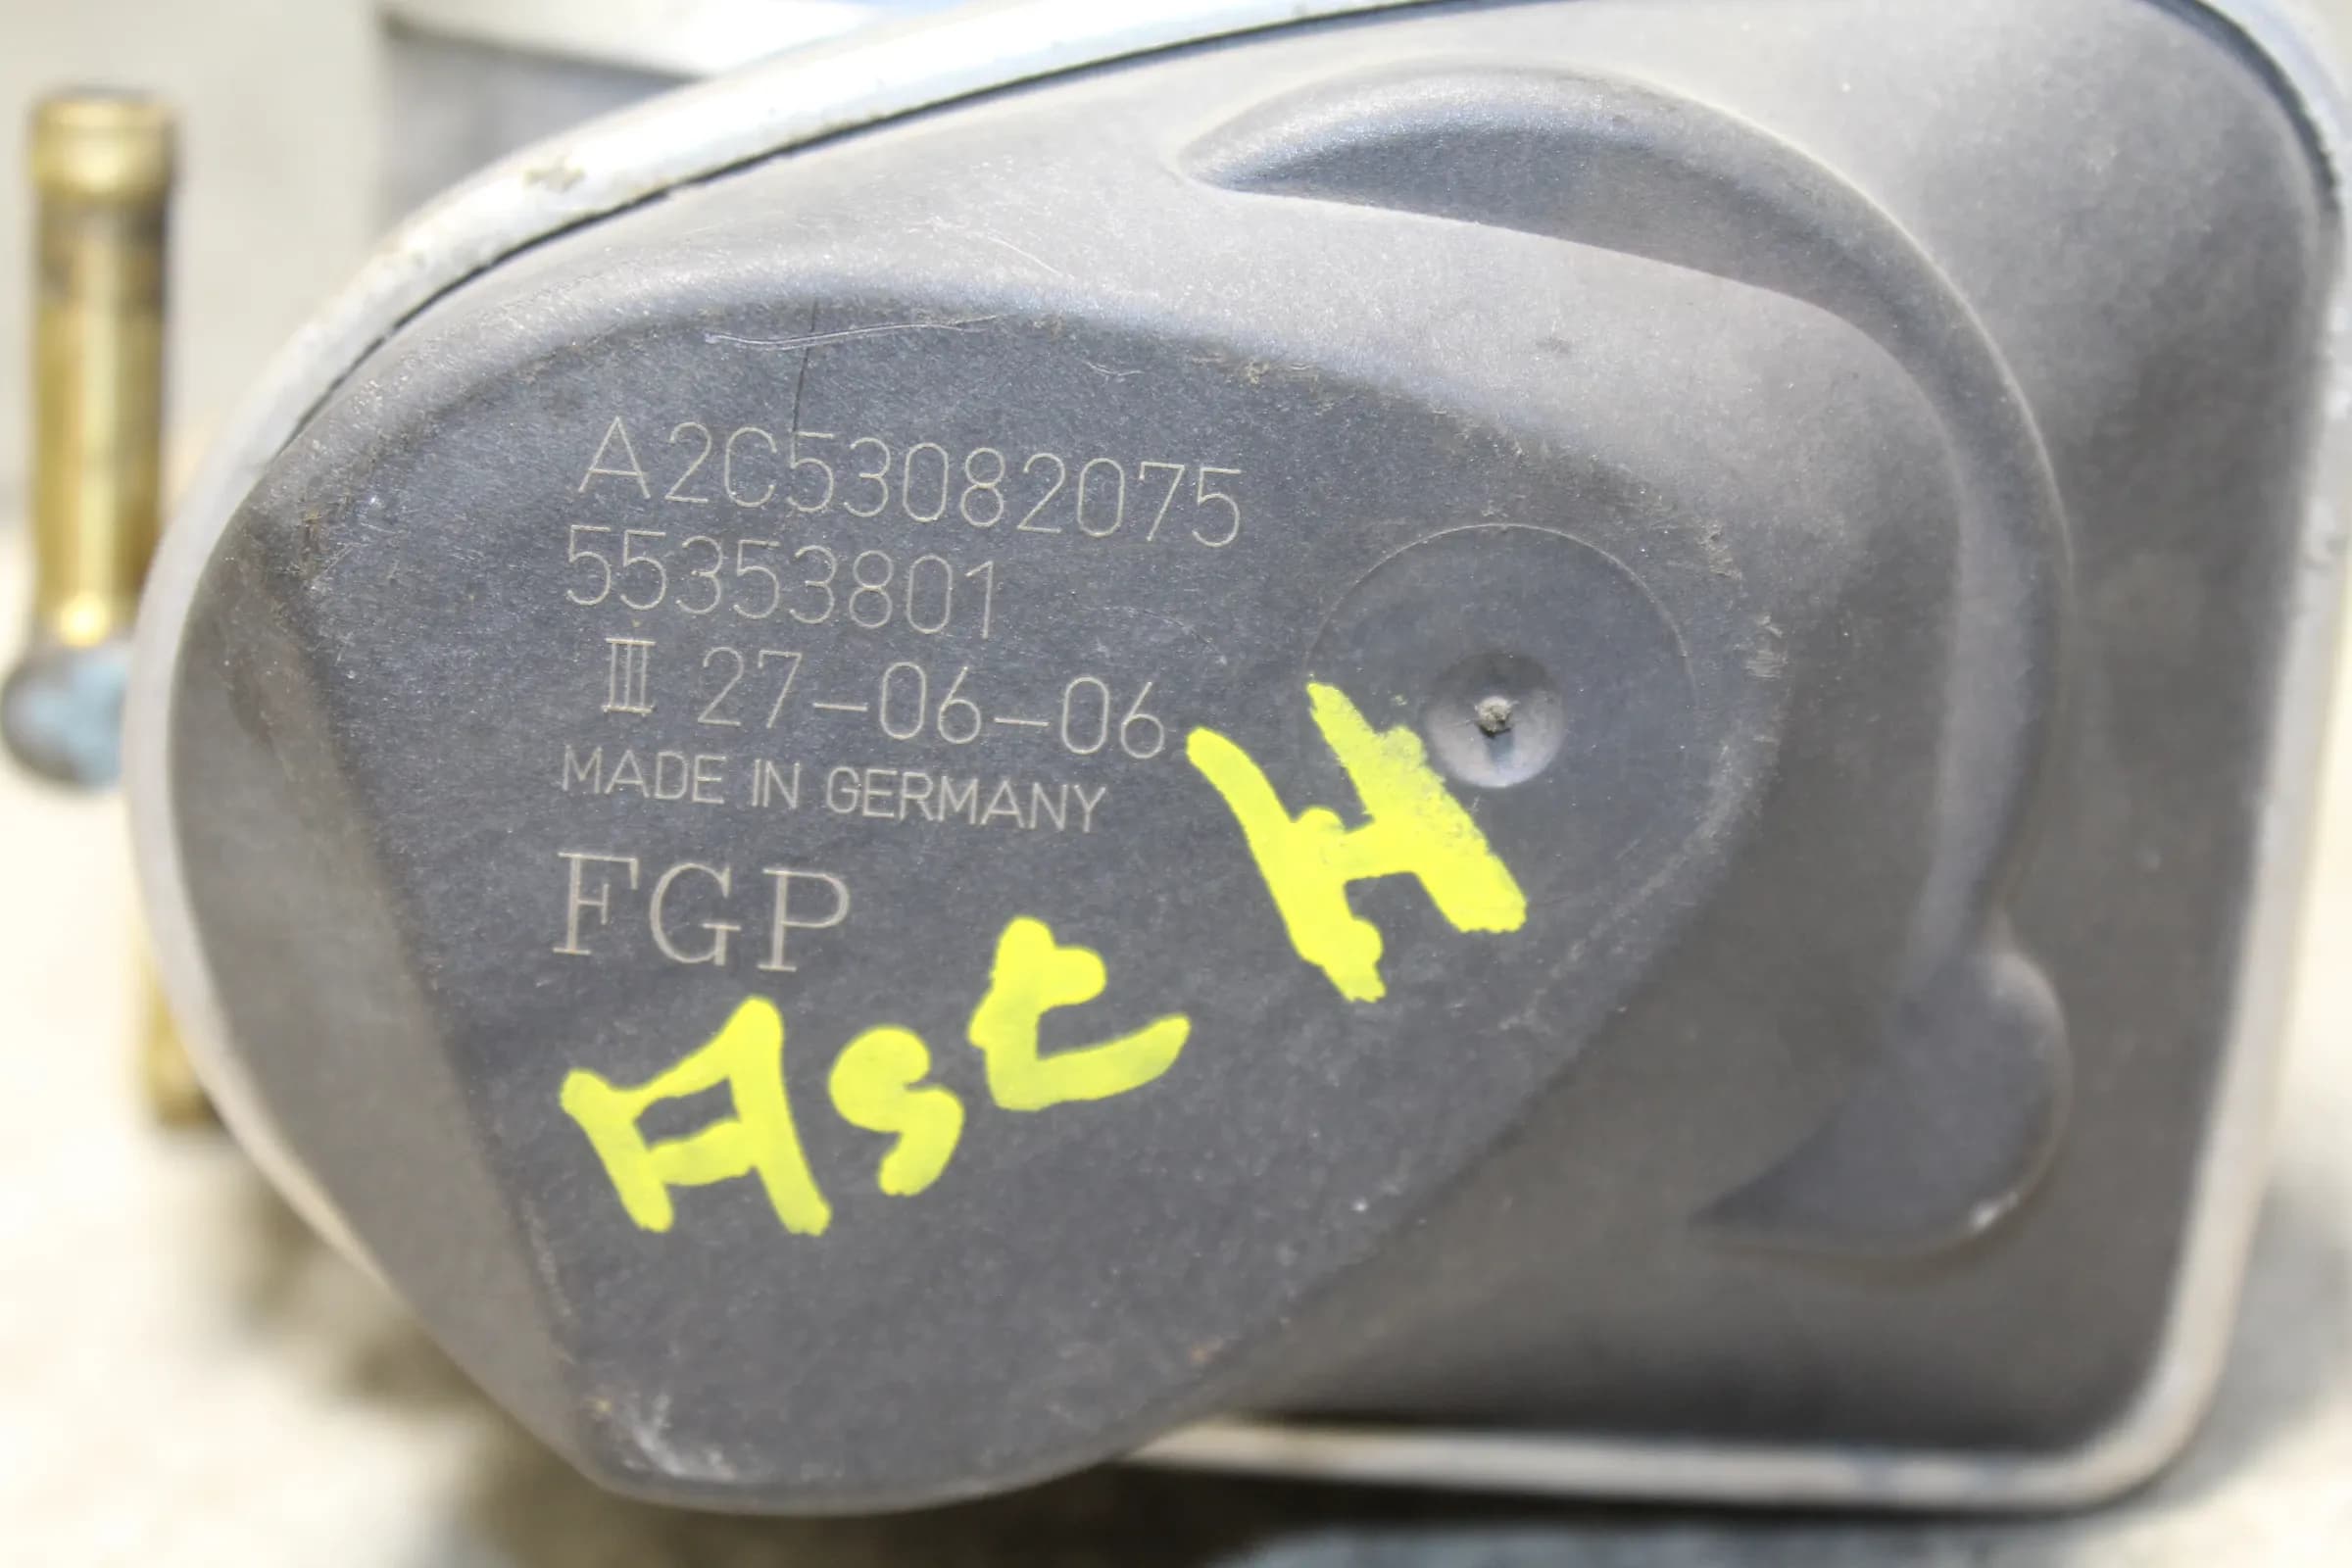 A2C53082075
55353801
III 27-06-06
MADE IN GERMANY
FGP
Ast H